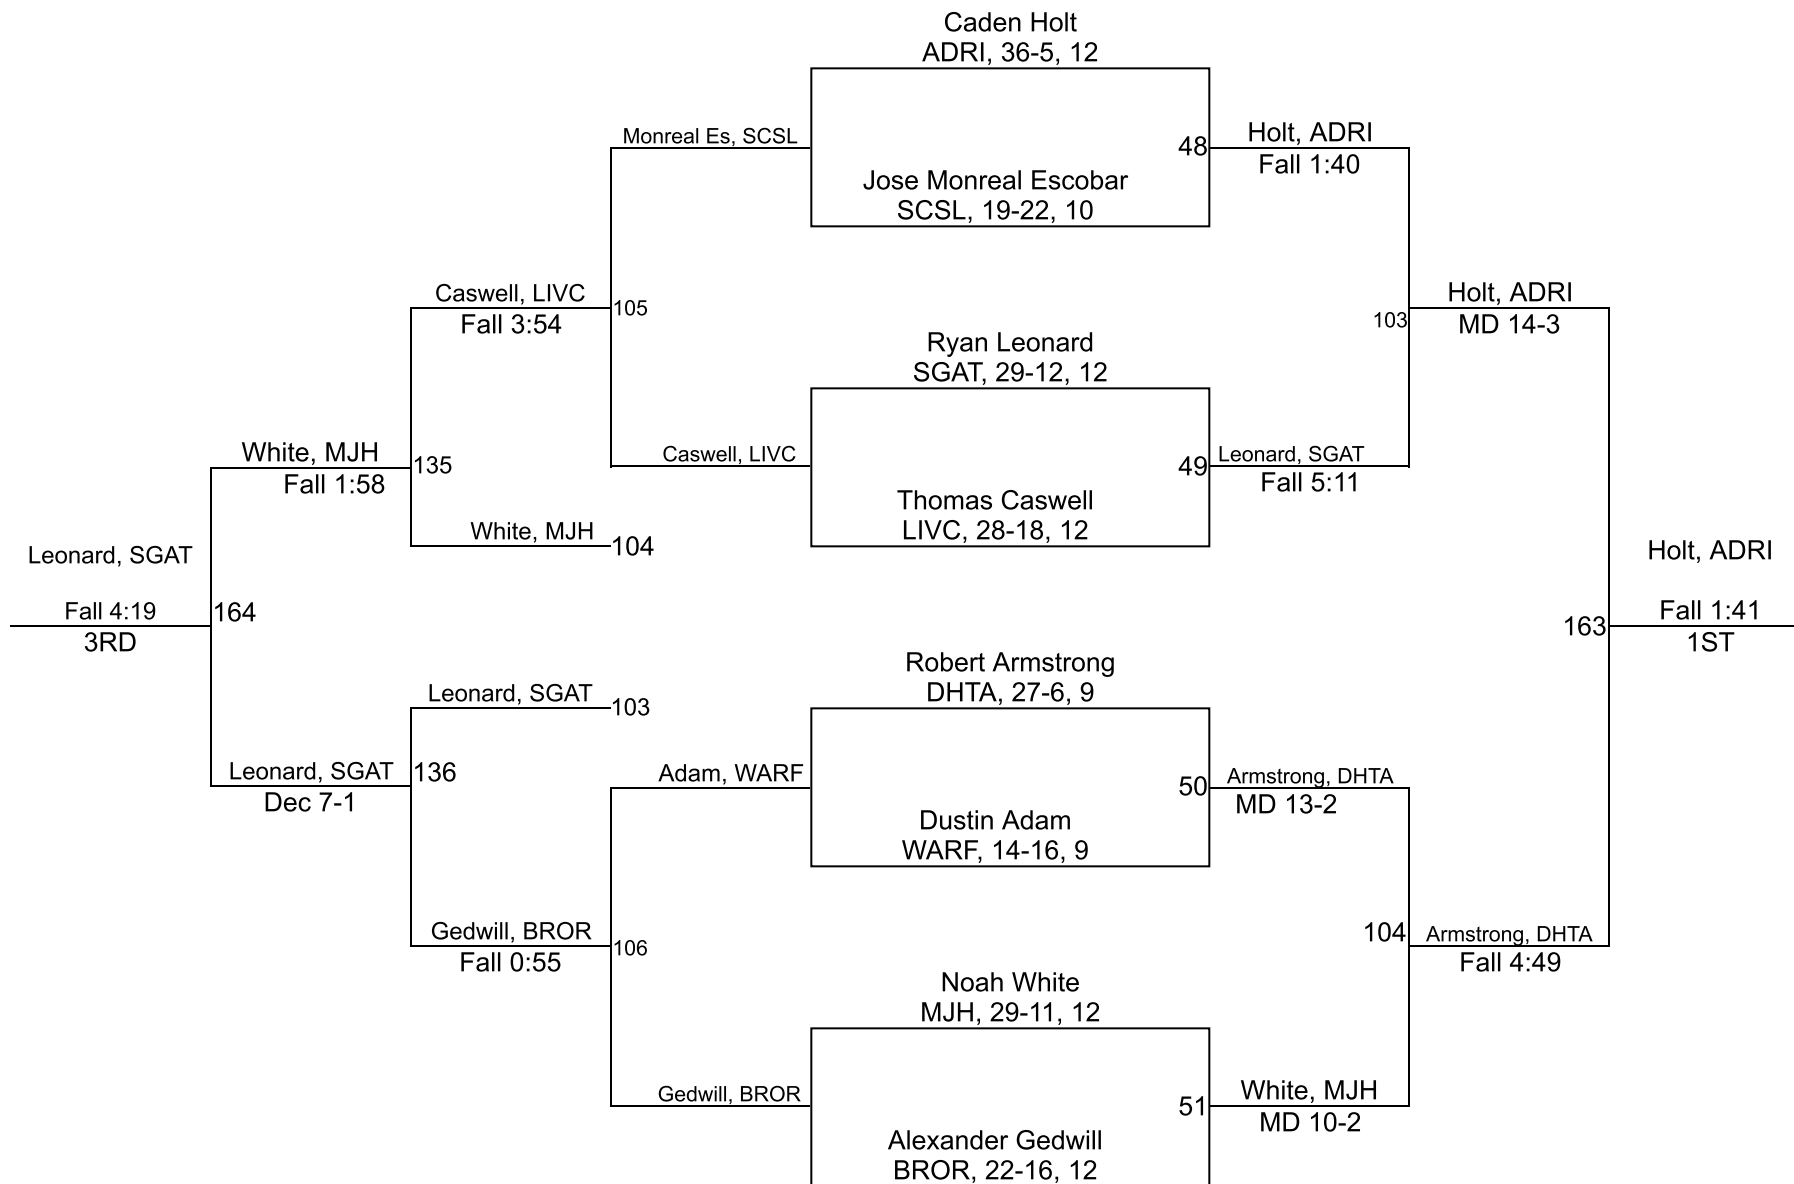 Caden Holt
ADRI, 36-5, 12
Monreal Es, SCSL
48
Holt, ADRI
Fall 1:40
Jose Monreal Escobar
SCSL, 19-22, 10
Caswell, LIVC
Fall 3:54
105
Holt, ADRI
MD 14-3
103
Ryan Leonard
SGAT, 29-12, 12
White, MJH
Fall 1:58
135
Caswell, LIVC
49
Leonard, SGAT
Fall 5:11
Thomas Caswell
LIVC, 28-18, 12
White, MJH
104
Leonard, SGAT
Fall 4:19
3RD
164
Holt, ADRI
Fall 1:41
1ST
163
Robert Armstrong
DHTA, 27-6, 9
Leonard, SGAT
103
Leonard, SGAT
Dec 7-1
136
Adam, WARF
50
Armstrong, DHTA
MD 13-2
Dustin Adam
WARF, 14-16, 9
Gedwill, BROR
Fall 0:55
106
104
Armstrong, DHTA
Fall 4:49
Noah White
MJH, 29-11, 12
Gedwill, BROR
51
White, MJH
MD 10-2
Alexander Gedwill
BROR, 22-16, 12